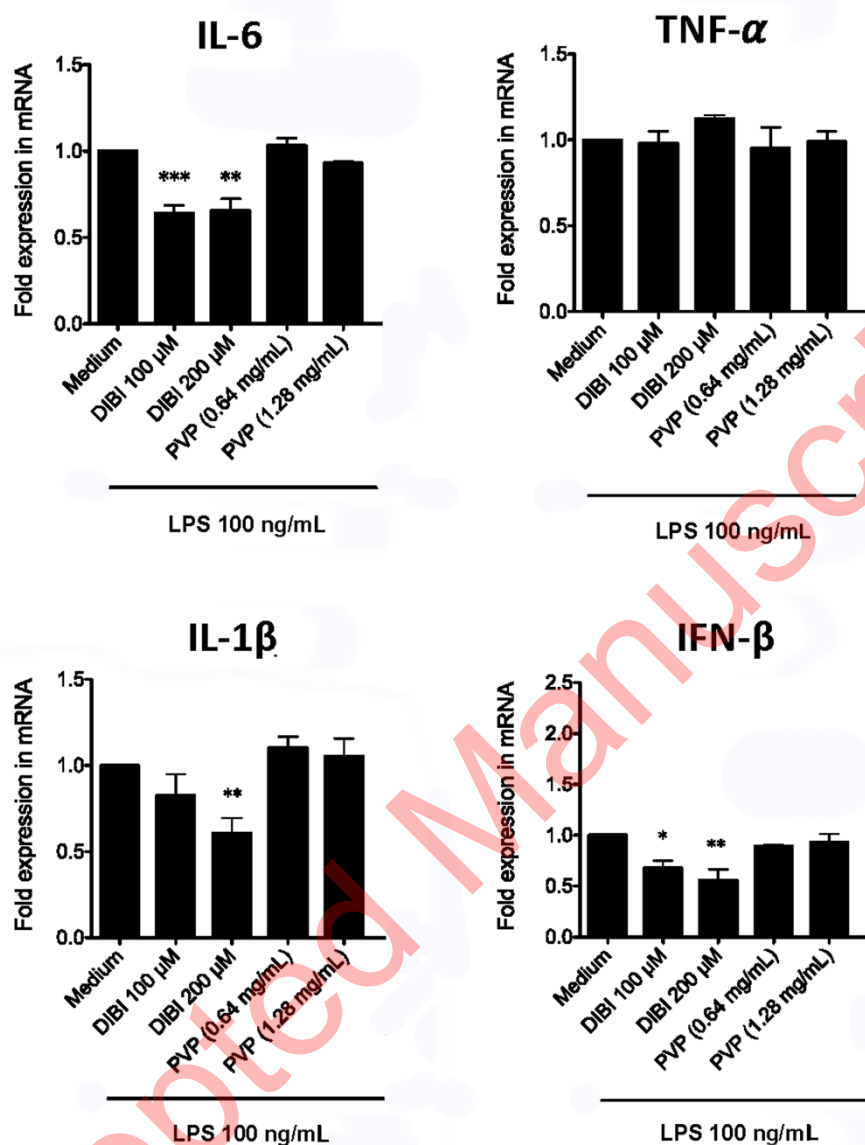 IL-6
Fold expression in mRNA
1.5
1.0
0.5
0.0
***
**
Medium
DIBI 100 µM
DIBI 200 µM
PVP (0.64 mg/mL)
PVP (1.28 mg/mL)
LPS 100 ng/mL
TNF-α
Fold expression in mRNA
1.5
1.0
0.5
0.0
Medium
DIBI 100 µM
DIBI 200 µM
PVP (0.64 mg/mL)
PVP (1.28 mg/mL)
LPS 100 ng/mL
IL-1β
Fold expression in mRNA
1.5
1.0
0.5
0.0
**
Medium
DIBI 100 µM
DIBI 200 µM
PVP (0.64 mg/mL)
PVP (1.28 mg/mL)
LPS 100 ng/mL
IFN-β
Fold expression in mRNA
2.5
2.0
1.5
1.0
0.5
0.0
*
**
Medium
DIBI 100 µM
DIBI 200 µM
PVP (0.64 mg/mL)
PVP (1.28 mg/mL)
LPS 100 ng/mL
pted Manuscri